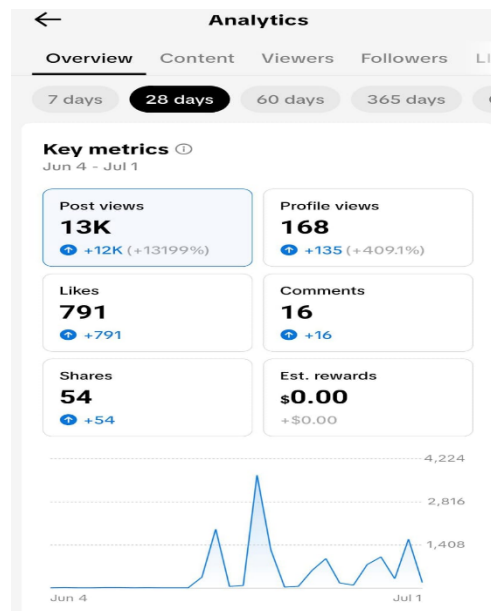 Analytics
Overview Content Viewers Followers
7 days 28 days 60 days 365 days
Key metrics
Jun 4 - Jul 1
Post views
13K
+12K (+13199%)
Profile views
168
+135 (+409.1%)
Likes
791
+791
Comments
16
+16
Shares
54
+54
Est. rewards
$0.00
+$0.00
4,224
2,816
1,408
Jun 4 Jul 1